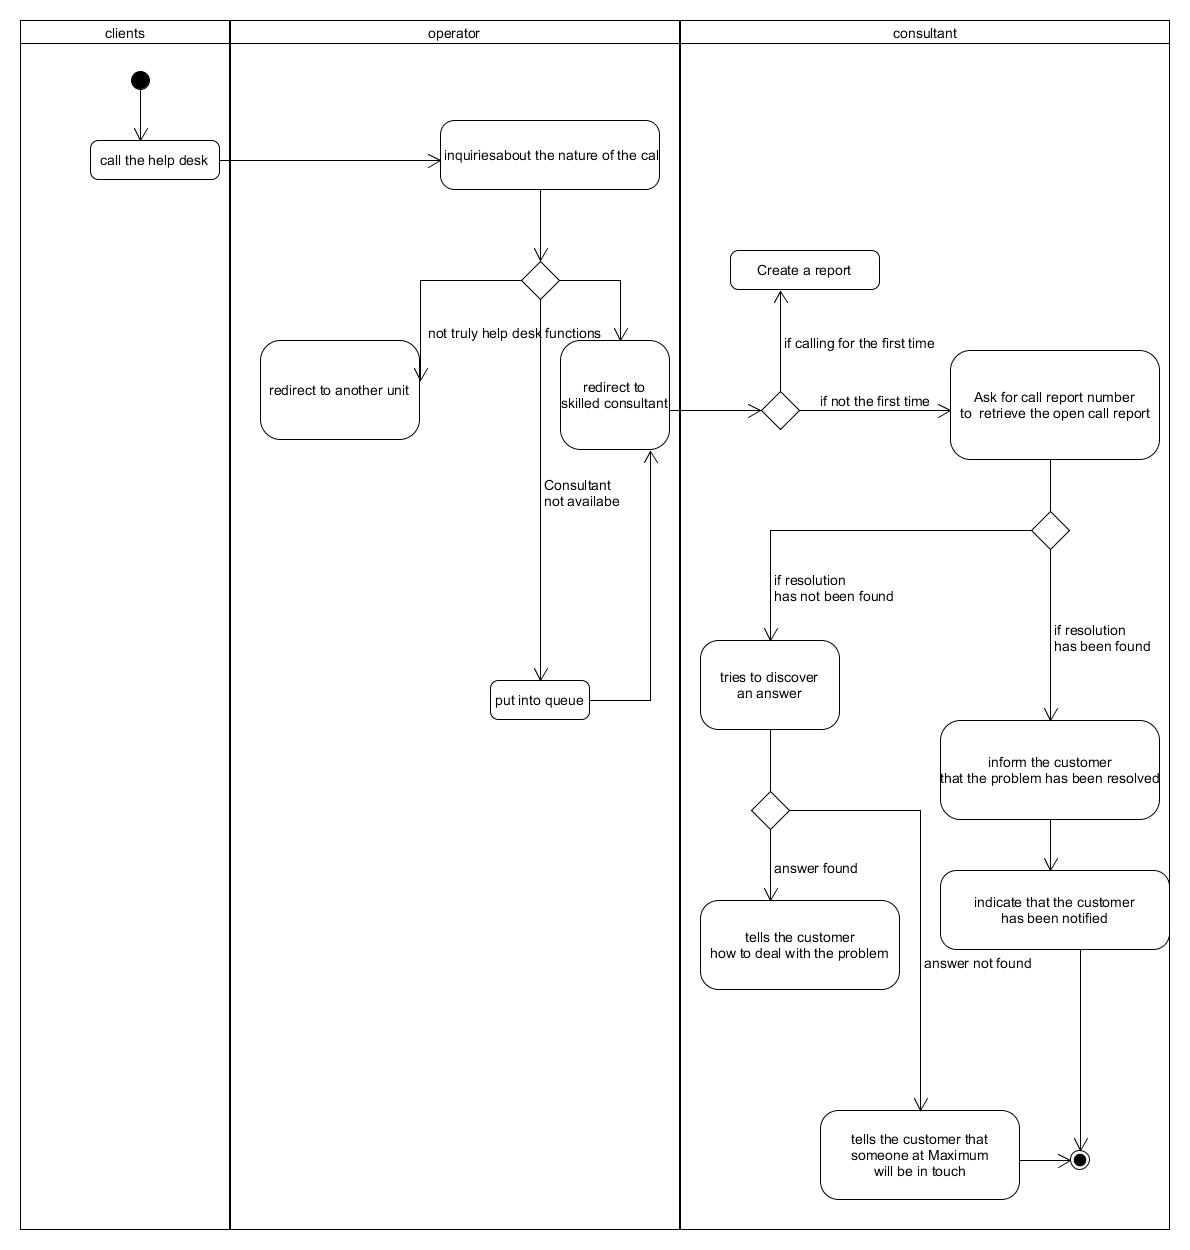 clients
operator
consultant
call the help desk
inquiriesabout the nature of the cal
Create a report
not truly help desk functions
if calling for the first time
redirect to another unit
redirect to
skilled consultant
if not the first time
Ask for call report number
to retrieve the open call report
Consultant
not availabe
if resolution
has not been found
if resolution
has been found
tries to discover
an answer
put into queue
inform the customer
that the problem has been resolved
answer found
tells the customer
how to deal with the problem
indicate that the customer
has been notified
answer not found
tells the customer that
someone at Maximum
will be in touch